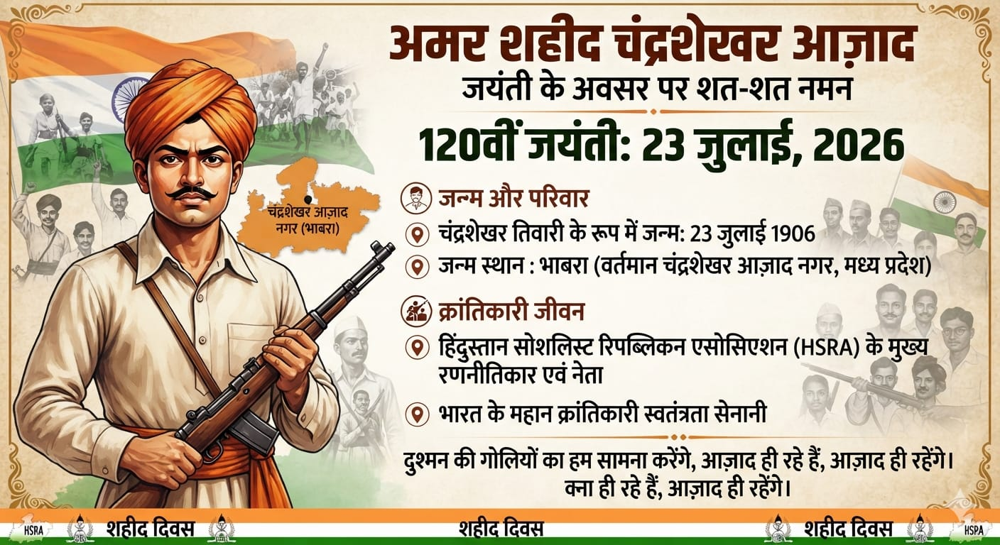 अमर शहीद चंद्रशेखर आज़ाद
जयंती के अवसर पर शत-शत नमन
120वीं जयंती: 23 जुलाई, 2026
चंद्रशेखर आज़ाद
नगर (भाबरा)
जन्म और परिवार
चंद्रशेखर तिवारी के रूप में जन्म: 23 जुलाई 1906
जन्म स्थान : भाबरा (वर्तमान चंद्रशेखर आज़ाद नगर, मध्य प्रदेश)
क्रांतिकारी जीवन
हिंदुस्तान सोशलिस्ट रिपब्लिकन एसोसिएशन (HSRA) के मुख्य
रणनीतिकार एवं नेता
भारत के महान क्रांतिकारी स्वतंत्रता सेनानी
दुश्मन की गोलियों का हम सामना करेंगे, आज़ाद ही रहे हैं, आज़ाद ही रहेंगे।
क्ना ही रहे हैं, आज़ाद ही रहेंगे।
HSRA शहीद दिवस शहीद दिवस शहीद दिवस HSPA